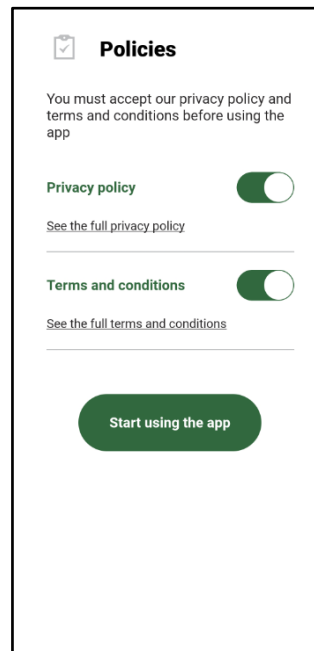 Policies
You must accept our privacy policy and
terms and conditions before using the
app
Privacy policy
See the full privacy policy
Terms and conditions
See the full terms and conditions
Start using the app